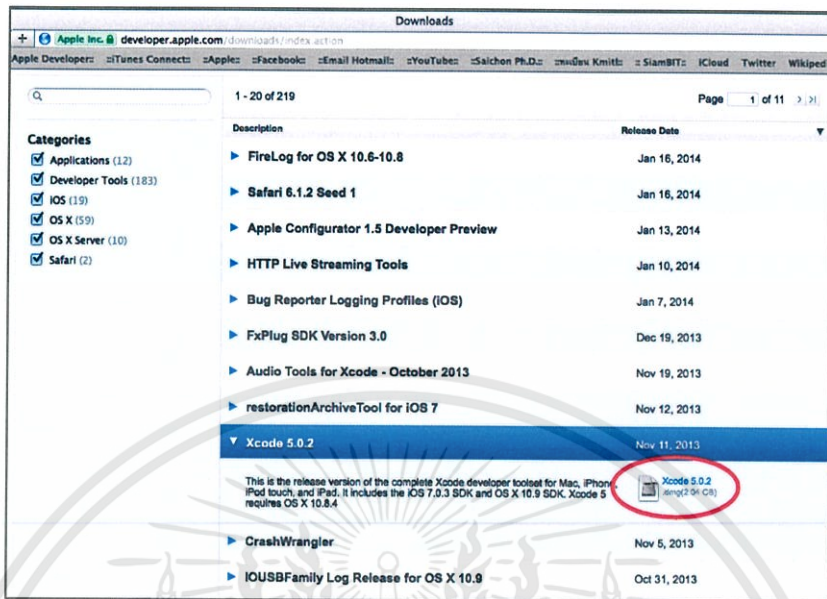 Downloads
Apple Inc. developer.apple.com/downloads/index.action
Apple Developer:: ::iTunes Connect:: ::Apple:: ::Facebook:: ::Email Hotmail:: ::YouTube:: ::Saichon Ph.D.:: ::ทะเบียน Kmitl:: :: SiamBIT:: iCloud Twitter Wikiped
1 - 20 of 219
Page 1 of 11
Description Release Date
Categories
Applications (12)
Developer Tools (183)
iOS (19)
OS X (59)
OS X Server (10)
Safari (2)
FireLog for OS X 10.6-10.8 Jan 16, 2014
Safari 6.1.2 Seed 1 Jan 16, 2014
Apple Configurator 1.5 Developer Preview Jan 13, 2014
HTTP Live Streaming Tools Jan 10, 2014
Bug Reporter Logging Profiles (iOS) Jan 7, 2014
FxPlug SDK Version 3.0 Dec 19, 2013
Audio Tools for Xcode - October 2013 Nov 19, 2013
restorationArchiveTool for iOS 7 Nov 12, 2013
Xcode 5.0.2 Nov 11, 2013
This is the release version of the complete Xcode developer toolset for Mac, iPhone,
iPod touch, and iPad. It includes the iOS 7.0.3 SDK and OS X 10.9 SDK. Xcode 5
requires OS X 10.8.4
Xcode 5.0.2
.dmg(2.04 GB)
CrashWrangler Nov 5, 2013
IOUSBFamily Log Release for OS X 10.9 Oct 31, 2013